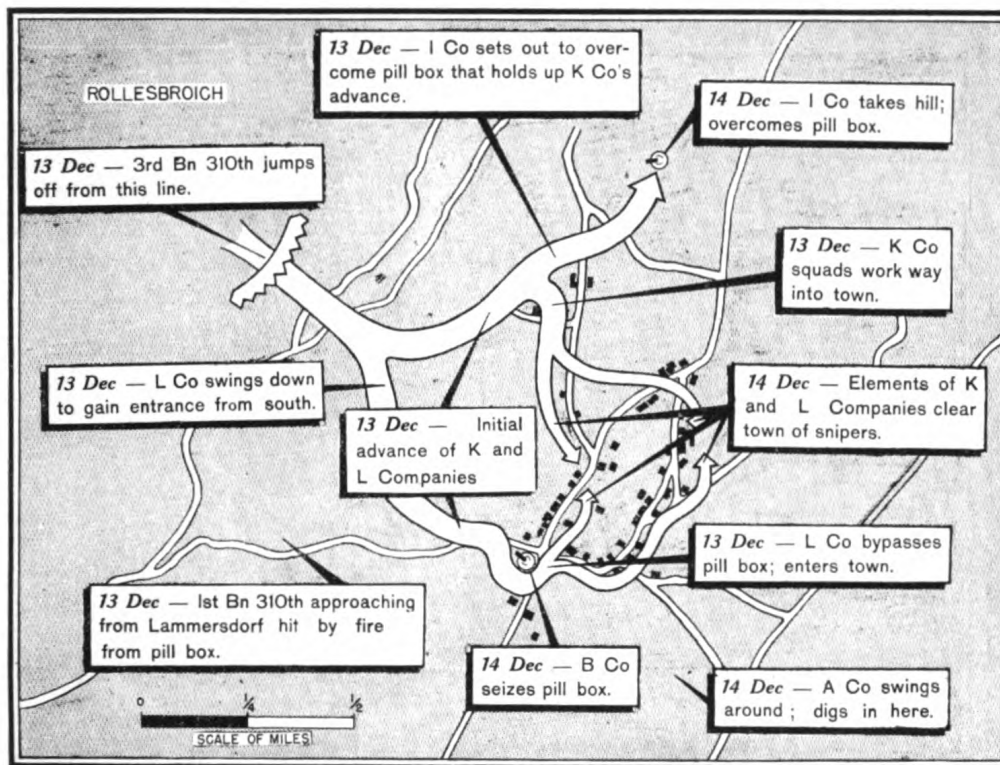 13 Dec — I Co sets out to over-
come pill box that holds up K Co's
advance.
ROLLESBROICH
14 Dec — I Co takes hill;
overcomes pill box.
13 Dec — 3rd Bn 310th jumps
off from this line.
13 Dec — K Co
squads work way
into town.
13 Dec — L Co swings down
to gain entrance from south.
14 Dec — Elements of K
and L Companies clear
town of snipers.
13 Dec — Initial
advance of K and
L Companies
13 Dec — L Co bypasses
pill box; enters town.
13 Dec — Ist Bn 310th approaching
from Lammersdorf hit by fire
from pill box.
14 Dec — B Co
seizes pill box.
14 Dec — A Co swings
around ; digs in here.
0 ¼ ½
SCALE OF MILES